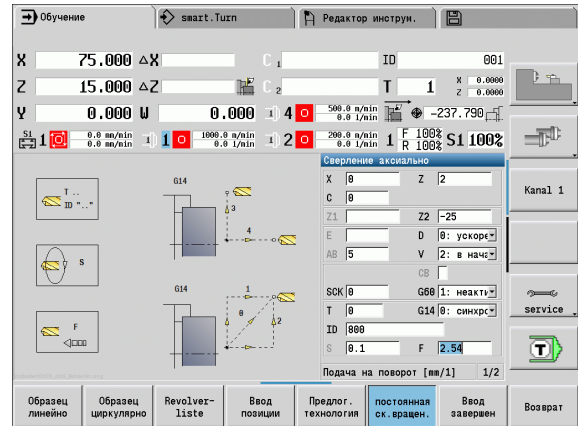 Обучение
smart.Turn
Редактор инструм.
X 75.000 ΔX
C 1
ID 001
Z 15.000 ΔZ
C 2
T 1 X 0.0000
Z 0.0000
Y 0.000 W 0.000
4 500.0 m/min
0.0 1/min
-237.790
S1 1 0.0 mm/min
0.0 mm/min
1 1000.0 m/min
0.0 1/min
2 200.0 m/min
0.0 1/min
1 F 100%
R 100%
S1 100%
Сверление аксиально
X 0 Z 2
C 0
Z1 Z2 -25
E D 0: ускоре
AB 5 V 2: в нача
CB
SCK 0 G60 1: неакти
T 0 G14 0: синхро
ID 800
S 0.1 F 2.54
Подача на поворот [mm/1] 1/2
T ..
ID ".."
S
F
G14
3
4
G14
1
0
2
Kanal 1
service
T
Образец линейно
Образец циркулярно
Revolver-liste
Ввод позиции
Предлог. технология
постоянная ск.вращен.
Ввод завершен
Возврат